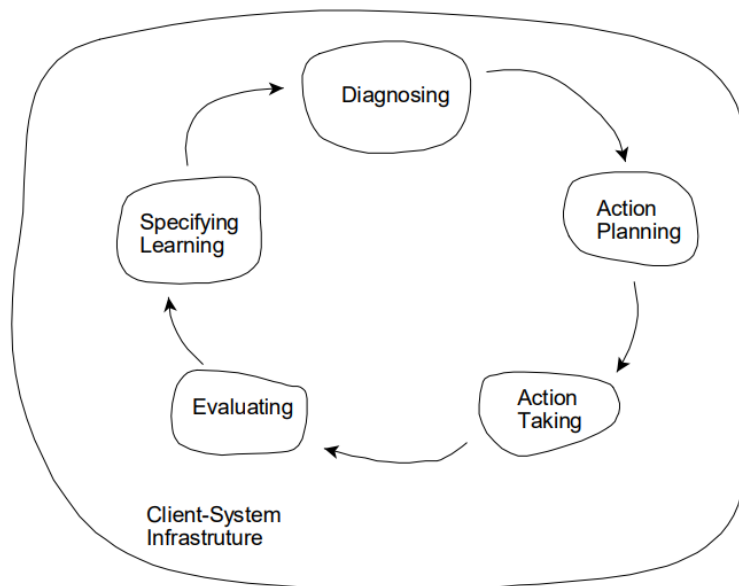 Diagnosing
Action
Planning
Action
Taking
Evaluating
Specifying
Learning
Client-System
Infrastruture